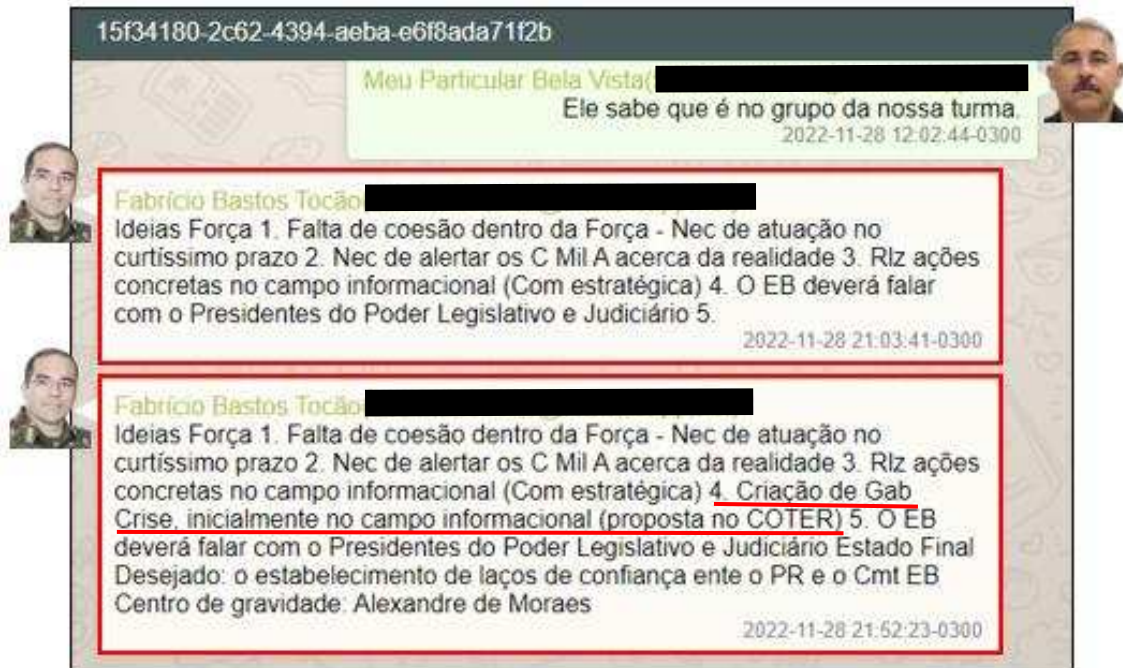 15f34180-2c62-4394-aeba-e6f8ada71f2b
Meu Particular Bela Vista(
Ele sabe que é no grupo da nossa turma.
2022-11-28 12:02:44-0300
Fabrício Bastos Tocão
Ideias Força 1. Falta de coesão dentro da Força - Nec de atuação no
curtíssimo prazo 2. Nec de alertar os C Mil A acerca da realidade 3. Rlz ações
concretas no campo informacional (Com estratégica) 4. O EB deverá falar
com o Presidentes do Poder Legislativo e Judiciário 5.
2022-11-28 21:03:41-0300
Fabrício Bastos Tocão
Ideias Força 1. Falta de coesão dentro da Força - Nec de atuação no
curtíssimo prazo 2. Nec de alertar os C Mil A acerca da realidade 3. Rlz ações
concretas no campo informacional (Com estratégica) 4. Criação de Gab
Crise, inicialmente no campo informacional (proposta no COTER) 5. O EB
deverá falar com o Presidentes do Poder Legislativo e Judiciário Estado Final
Desejado: o estabelecimento de laços de confiança ente o PR e o Cmt EB
Centro de gravidade: Alexandre de Moraes
2022-11-28 21:52:23-0300